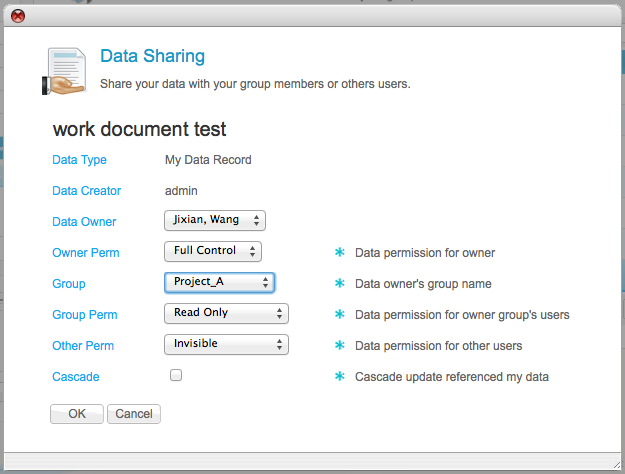 Data Sharing
Share your data with your group members or others users.
work document test
Data Type My Data Record
Data Creator admin
Data Owner Jixian, Wang
Owner Perm Full Control * Data permission for owner
Group Project_A * Data owner's group name
Group Perm Read Only * Data permission for owner group's users
Other Perm Invisible * Data permission for other users
Cascade * Cascade update referenced my data
OK Cancel